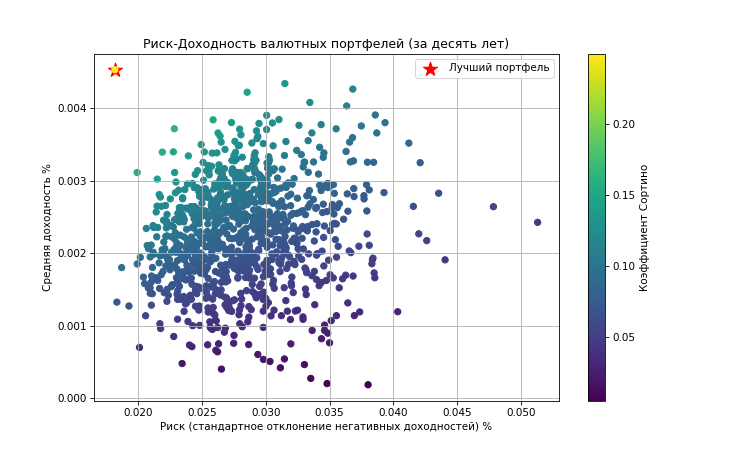 Риск-Доходность валютных портфелей (за десять лет)
Лучший портфель
Средняя доходность %
0.004
0.003
0.002
0.001
0.000
0.020 0.025 0.030 0.035 0.040 0.045 0.050
Риск (стандартное отклонение негативных доходностей) %
0.20
0.15
0.10
0.05
Коэффициент Сортино